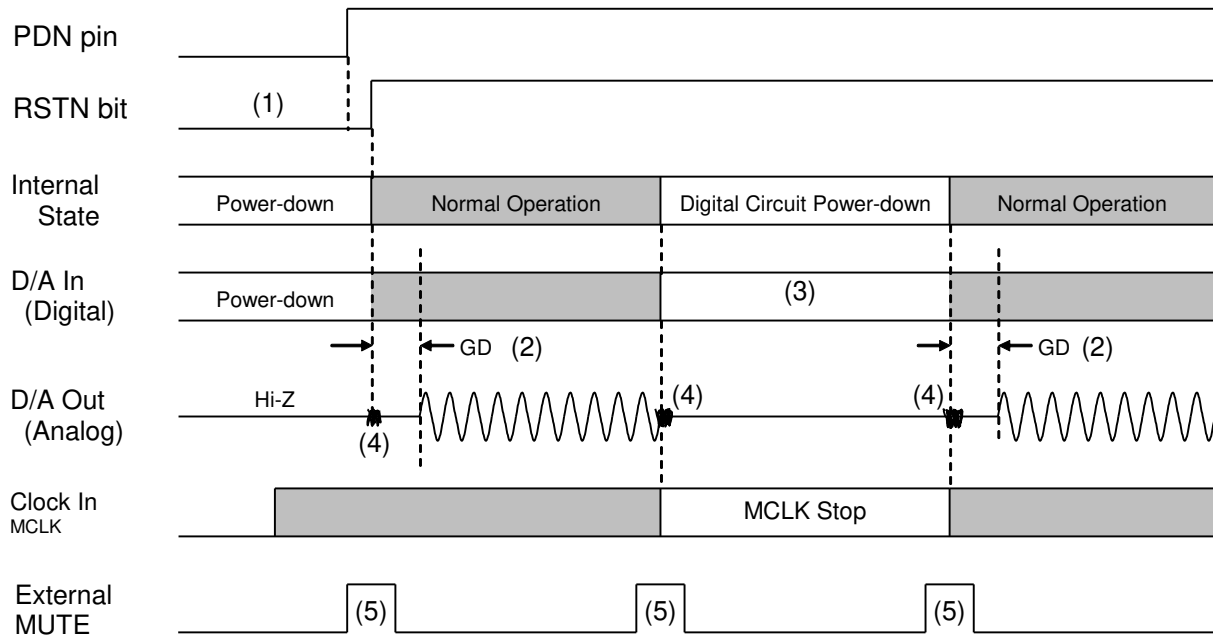 PDN pin
RSTN bit
(1)
Internal
State
Power-down
Normal Operation
Digital Circuit Power-down
Normal Operation
D/A In
(Digital)
Power-down
(3)
GD (2)
GD (2)
D/A Out
(Analog)
Hi-Z
(4)
(4)
(4)
Clock In
MCLK
MCLK Stop
External
MUTE
(5)
(5)
(5)